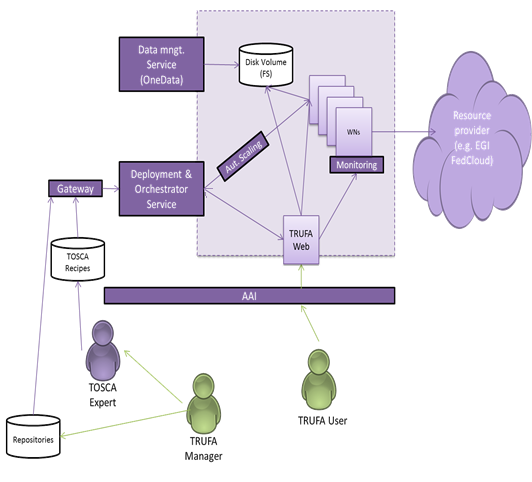 Data mngt.
Service
(OneData)
Disk Volume
(FS)
WNs
Resource
provider
(e.g. EGI
FedCloud)
Aut. Scaling
Monitoring
Gateway
Deployment &
Orchestrator
Service
TRUFA
Web
TOSCA
Recipes
AAI
TOSCA
Expert
TRUFA User
Repositories
TRUFA
Manager